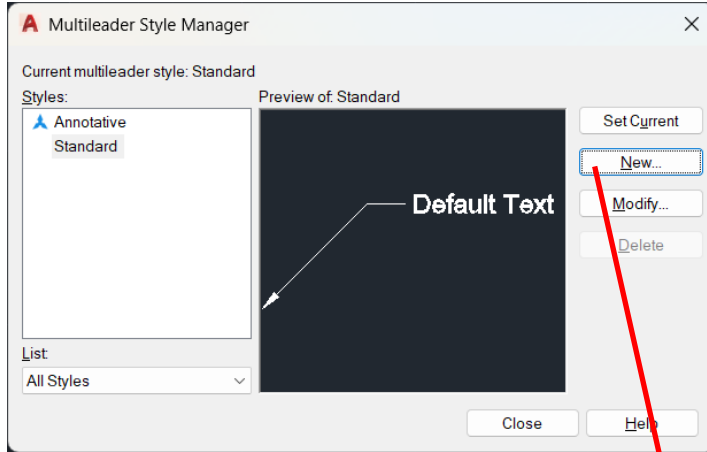 Multileader Style Manager
Current multileader style: Standard
Styles:
Preview of: Standard
Annotative
Standard
Default Text
Set Current
New...
Modify...
Delete
List:
All Styles
Close
Help